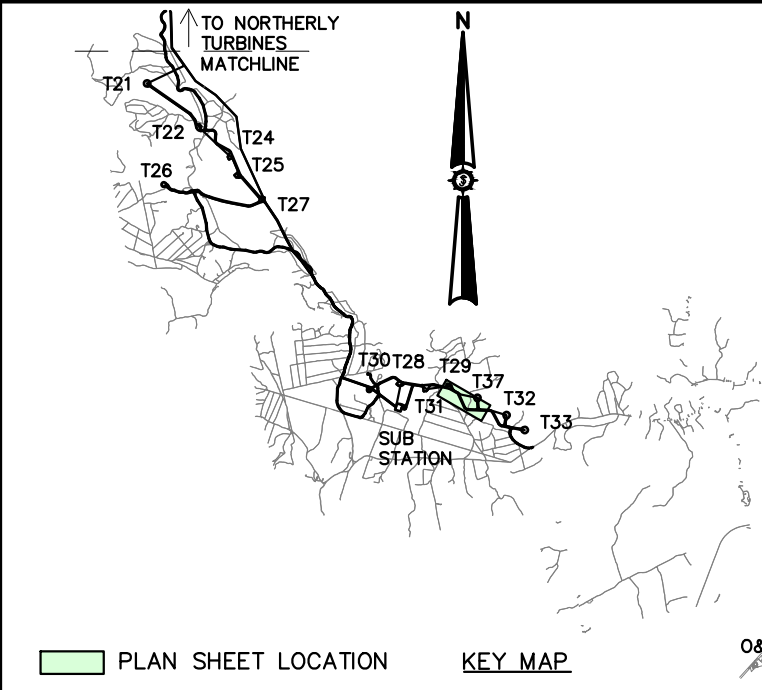 TO NORTHERLY
TURBINES
MATCHLINE
N
T21
T22
T24
T25
T26
T27
T30
T28
T29
T37
T31
T32
T33
SUB
STATION
PLAN SHEET LOCATION
KEY MAP